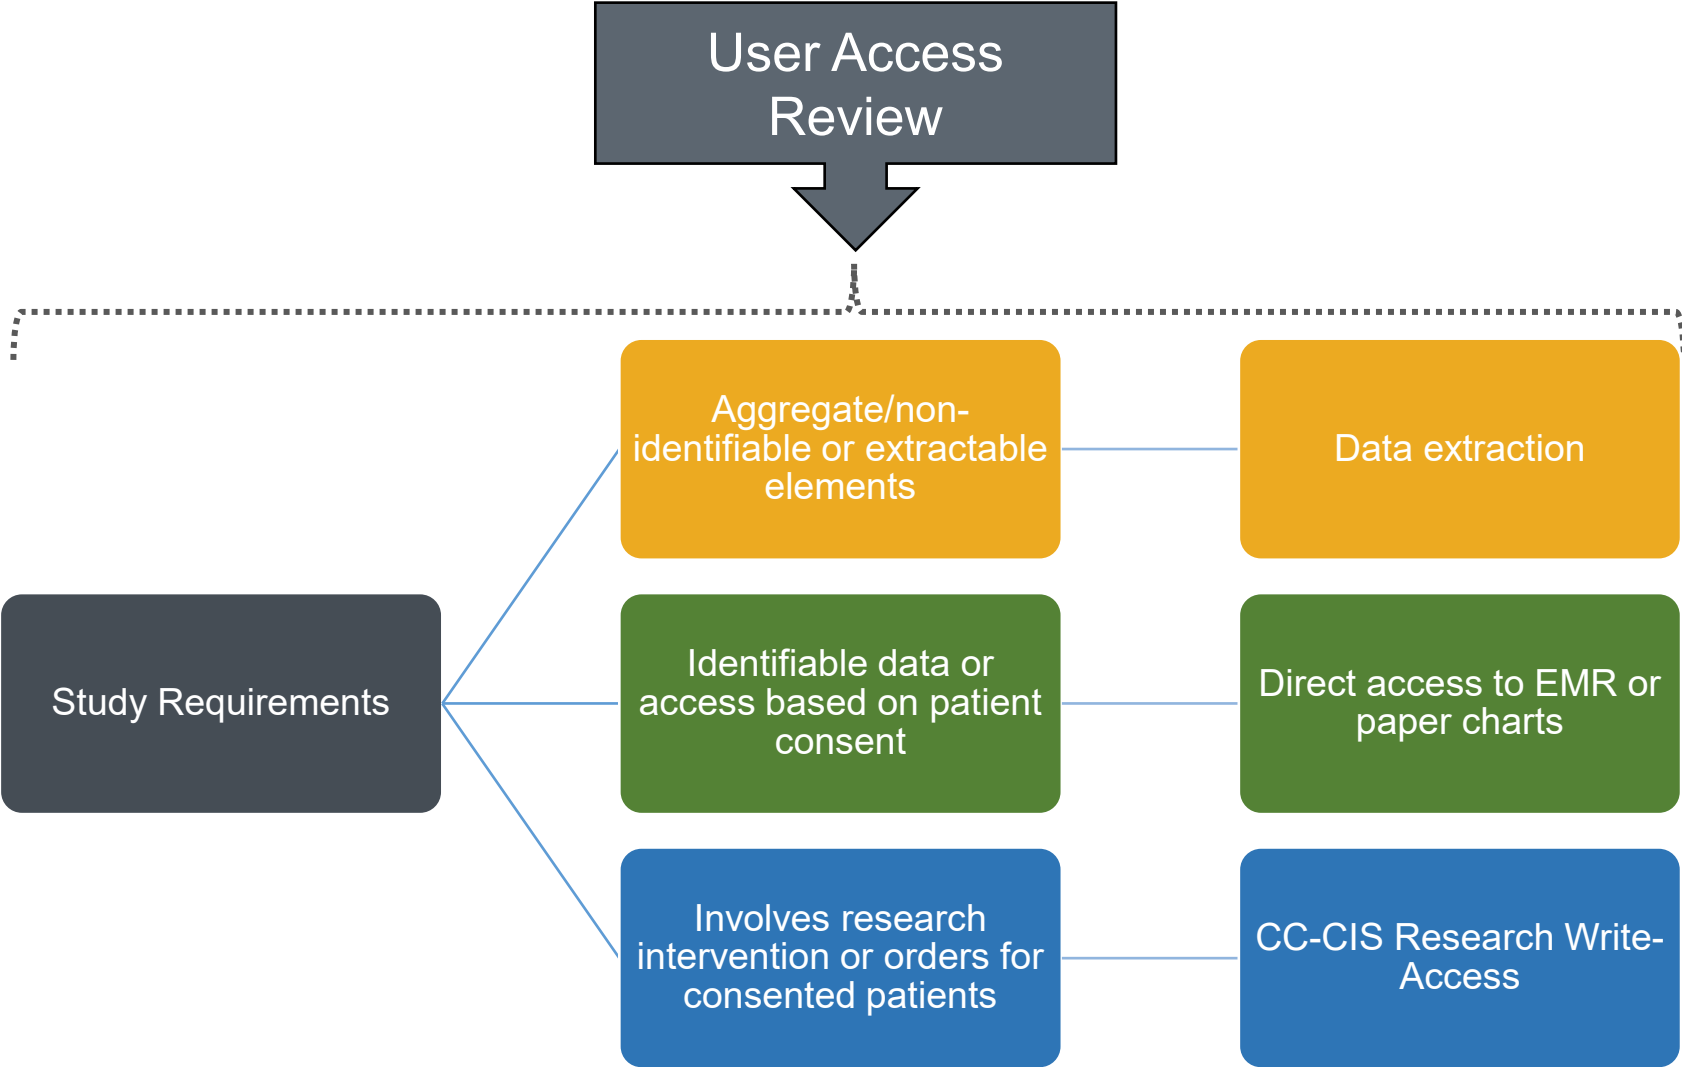 User Access
Review
Aggregate/non-
identifiable or extractable
elements
Data extraction
Study Requirements
Identifiable data or
access based on patient
consent
Direct access to EMR or
paper charts
Involves research
intervention or orders for
consented patients
CC-CIS Research Write-
Access